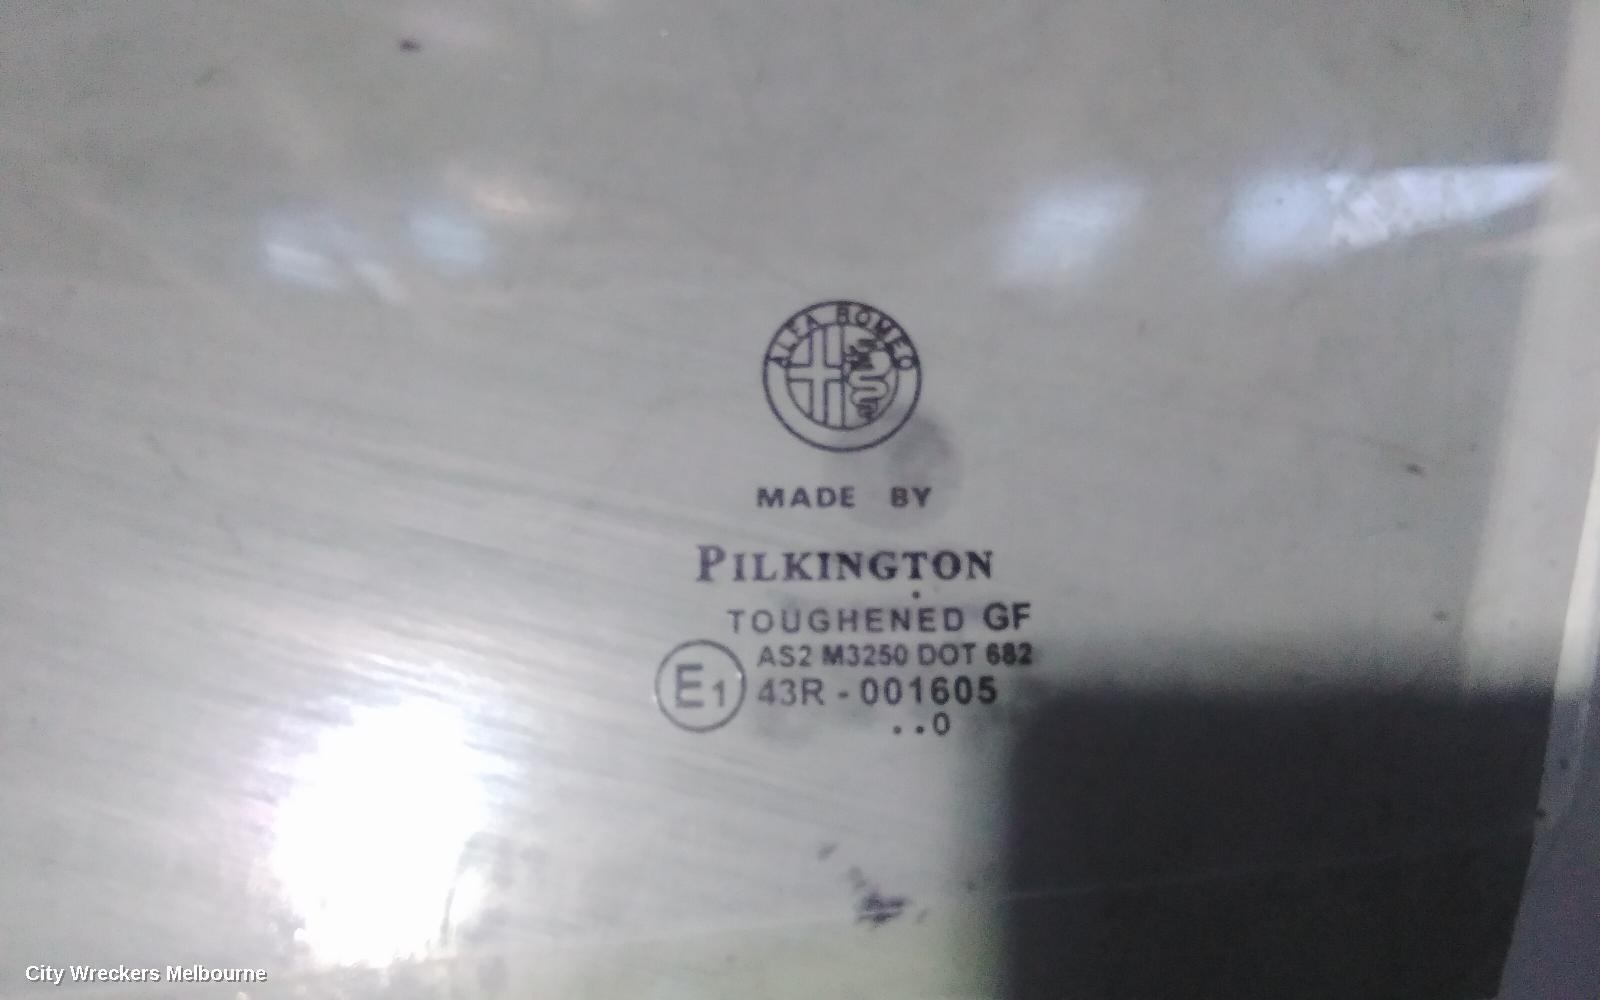 ALFA ROMEO
MADE BY
PILKINGTON
TOUGHENED GF
AS2 M3250 DOT 682
E1 43R - 001605
..0
City Wreckers Melbourne